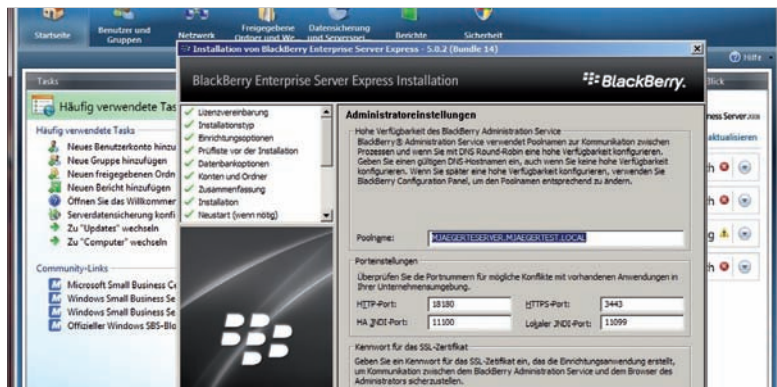 Startseite
Benutzer und
Gruppen
Netzwerk
Freigegebene
Ordner und We...
Datensicherung
und Serverspei...
Berichte
Sicherheit
Installation von BlackBerry Enterprise Server Express - 5.0.2 (Bundle 14)
Hilfe
BlackBerry Enterprise Server Express Installation
BlackBerry.
Tasks
Häufig verwendete Tas
Häufig verwendete Tasks
Neues Benutzerkonto hinzu
Neue Gruppe hinzufügen
Neuen freigegebenen Ordn
Neuen Bericht hinzufügen
Öffnen Sie das Willkommen
Serverdatensicherung konfi
Zu "Updates" wechseln
Zu "Computer" wechseln
Community-Links
Microsoft Small Business Ce
Windows Small Business Se
Windows Small Business Se
Offizieller Windows SBS-Blo
Lizenzvereinbarung
Installationstyp
Einrichtungsoptionen
Prüfliste vor der Installation
Datenbankoptionen
Konten und Ordner
Zusammenfassung
Installation
Neustart (wenn nötig)
Administratoreinstellungen
Hohe Verfügbarkeit des BlackBerry Administration Service
BlackBerry® Administration Service verwendet Poolnamen zur Kommunikation zwischen
Prozessen und wenn Sie mit DNS Round-Robin eine hohe Verfügbarkeit konfigurieren.
Geben Sie einen gültigen DNS-Hostnamen ein, auch wenn Sie keine hohe Verfügbarkeit
konfigurieren. Wenn Sie später eine hohe Verfügbarkeit konfigurieren, verwenden Sie
BlackBerry Configuration Panel, um den Poolnamen entsprechend zu ändern.
Poolname:
MJAEGERTESERVER.MJAEGERTEST.LOCAL
Porteinstellungen
Überprüfen Sie die Portnummern für mögliche Konflikte mit vorhandenen Anwendungen in
Ihrer Unternehmensumgebung.
HTTP-Port: 18180 HTTPS-Port: 3443
HA JNDI-Port: 11100 Lokaler JNDI-Port: 11099
Kennwort für das SSL-Zertifikat
Geben Sie ein Kennwort für das SSL-Zetifikat ein, das die Einrichtungsanwendung erstellt,
um Kommunikation zwischen dem BlackBerry Administration Service und dem Browser des
Administrators sicherzustellen.
Blick
ness Server 2008
aktualisieren
h
h
g
h